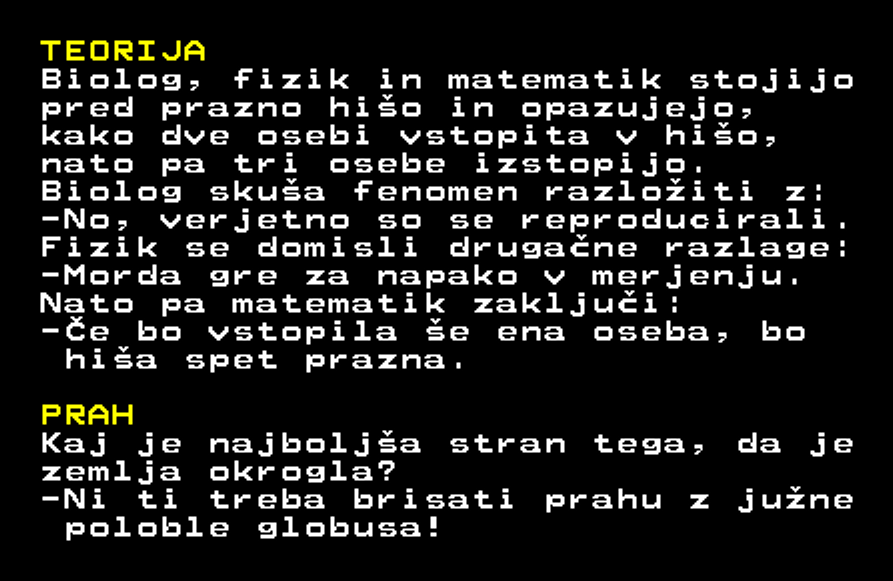 TEORIJA
Biolog, fizik in matematik stojijo
pred prazno hišo in opazujejo,
kako dve osebi vstopita v hišo,
nato pa tri osebe izstopijo.
Biolog skuša fenomen razložiti z:
-No, verjetno so se reproducirali.
Fizik se domisli drugačne razlage:
-Morda gre za napako v merjenju.
Nato pa matematik zaključi:
-Če bo vstopila še ena oseba, bo
hiša spet prazna.
PRAH
Kaj je najboljša stran tega, da je
zemlja okrogla?
-Ni ti treba brisati prahu z južne
poloble globusa!